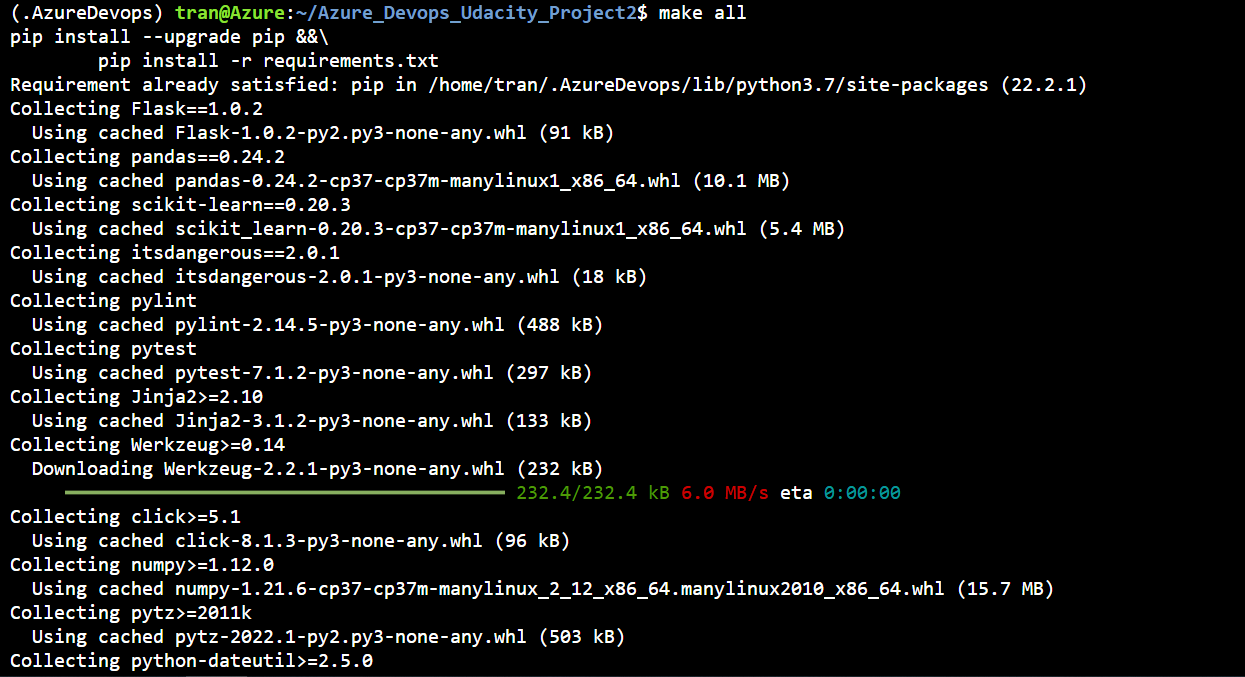 (.AzureDevops) tran@Azure:~/Azure_Devops_Udacity_Project2$ make all
pip install --upgrade pip &&\
        pip install -r requirements.txt
Requirement already satisfied: pip in /home/tran/.AzureDevops/lib/python3.7/site-packages (22.2.1)
Collecting Flask==1.0.2
  Using cached Flask-1.0.2-py2.py3-none-any.whl (91 kB)
Collecting pandas==0.24.2
  Using cached pandas-0.24.2-cp37-cp37m-manylinux1_x86_64.whl (10.1 MB)
Collecting scikit-learn==0.20.3
  Using cached scikit_learn-0.20.3-cp37-cp37m-manylinux1_x86_64.whl (5.4 MB)
Collecting itsdangerous==2.0.1
  Using cached itsdangerous-2.0.1-py3-none-any.whl (18 kB)
Collecting pylint
  Using cached pylint-2.14.5-py3-none-any.whl (488 kB)
Collecting pytest
  Using cached pytest-7.1.2-py3-none-any.whl (297 kB)
Collecting Jinja2>=2.10
  Using cached Jinja2-3.1.2-py3-none-any.whl (133 kB)
Collecting Werkzeug>=0.14
  Downloading Werkzeug-2.2.1-py3-none-any.whl (232 kB)
232.4/232.4 kB 6.0 MB/s eta 0:00:00
Collecting click>=5.1
  Using cached click-8.1.3-py3-none-any.whl (96 kB)
Collecting numpy>=1.12.0
  Using cached numpy-1.21.6-cp37-cp37m-manylinux_2_12_x86_64.manylinux2010_x86_64.whl (15.7 MB)
Collecting pytz>=2011k
  Using cached pytz-2022.1-py2.py3-none-any.whl (503 kB)
Collecting python-dateutil>=2.5.0